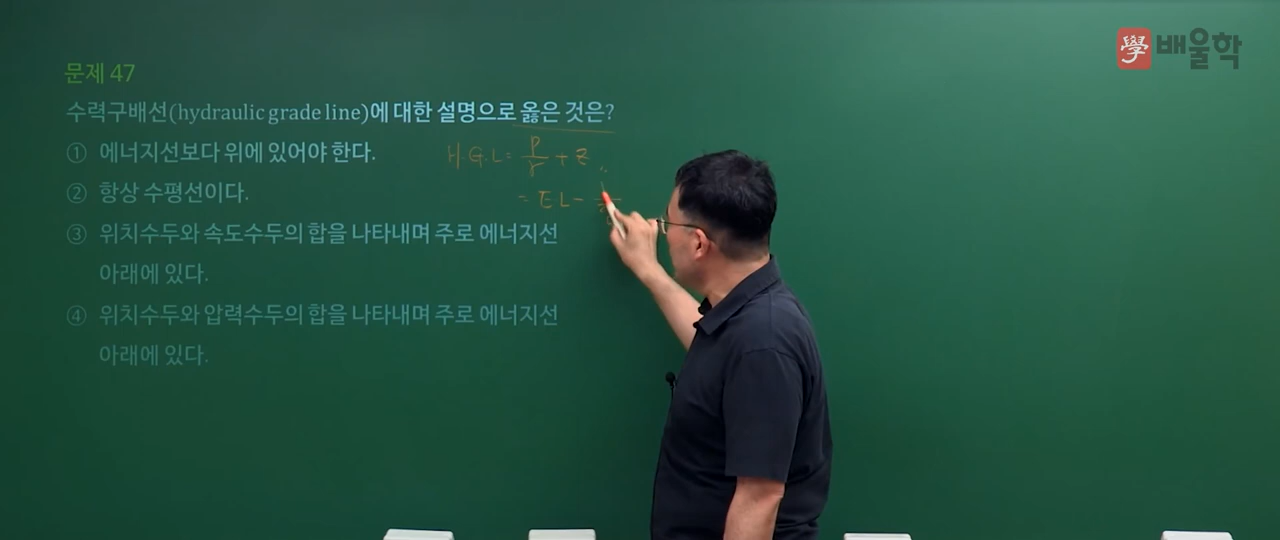 學 배울학
문제 47
수력구배선(hydraulic grade line)에 대한 설명으로 옳은 것은?
① 에너지선보다 위에 있어야 한다.
H.G.L = P/γ + z
② 항상 수평선이다.
= E.L -
③ 위치수두와 속도수두의 합을 나타내며 주로 에너지선
아래에 있다.
④ 위치수두와 압력수두의 합을 나타내며 주로 에너지선
아래에 있다.